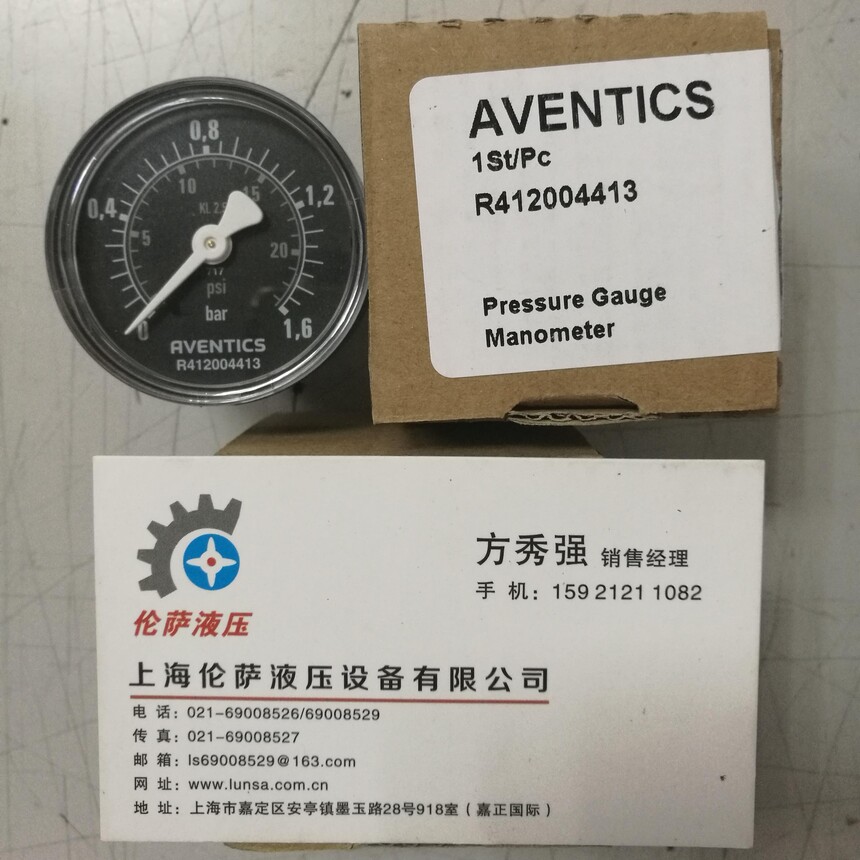 0,8
10
15
0,4
1,2
KL 2,5
5
20
psi
bar
0
1,6
AVENTICS
R412004413
AVENTICS
1St/Pc
R412004413
Pressure Gauge
Manometer
伦萨液压
方秀强 销售经理
手 机：159 2121 1082
上海伦萨液压设备有限公司
电 话：021-69008526/69008529
传 真：021-69008527
邮 箱：ls69008529@163.com
网 址：www.lunsa.com.cn
地 址：上海市嘉定区安亭镇墨玉路28号918室（嘉正国际）